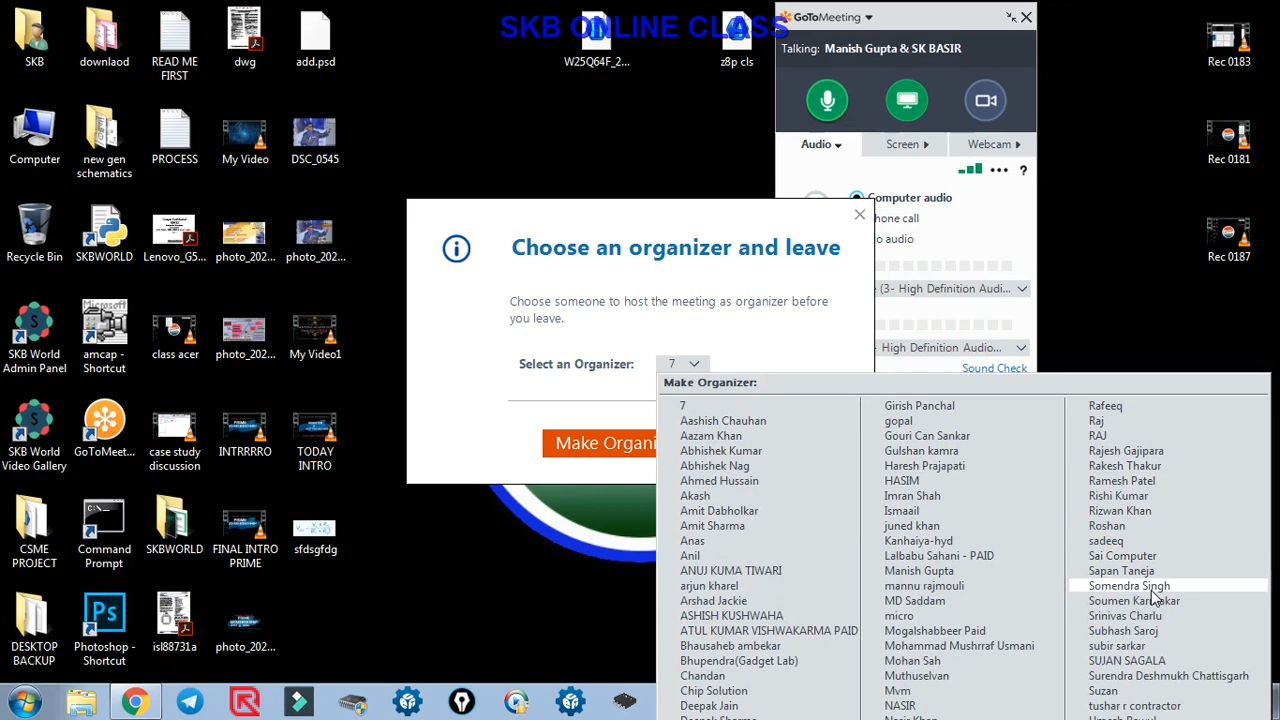 SKB ONLINE CLASS
SKB
downlaod
READ ME
FIRST
dwg
add.psd
W25Q64F_2...
z8p cls
Rec 0183
Computer
new gen
schematics
PROCESS
My Video
DSC_0545
Rec 0181
Recycle Bin
SKBWORLD
Lenovo_G5...
photo_202...
photo_202...
Rec 0187
SKB World
Admin Panel
amcap -
Shortcut
class acer
photo_202...
My Video1
SKB World
Video Gallery
GoToMeet...
case study
discussion
INTRRRRO
TODAY
INTRO
CSME
PROJECT
Command
Prompt
SKBWORLD
FINAL INTRO
PRIME
sfdsgfdg
DESKTOP
BACKUP
Photoshop -
Shortcut
isl88731a
photo_202...
GoToMeeting
Talking: Manish Gupta & SK BASIR
Audio
Screen
Webcam
?
Computer audio
hone call
o audio
(3- High Definition Audi...
High Definition Audio...
Sound Check
Choose an organizer and leave
Choose someone to host the meeting as organizer before
you leave.
Select an Organizer: 7
Make Organi
Make Organizer:
7
Aashish Chauhan
Aazam Khan
Abhishek Kumar
Abhishek Nag
Ahmed Hussain
Akash
Amit Dabholkar
Amit Sharma
Anas
Anil
ANUJ KUMA TIWARI
arjun kharel
Arshad Jackie
ASHISH KUSHWAHA
ATUL KUMAR VISHWAKARMA PAID
Bhausaheb ambekar
Bhupendra(Gadget Lab)
Chandan
Chip Solution
Deepak Jain
Deepak Sharma
Girish Panchal
gopal
Gouri Can Sankar
Gulshan kamra
Haresh Prajapati
HASIM
Imran Shah
Ismaail
juned khan
Kanhaiya-hyd
Lalbabu Sahani - PAID
Manish Gupta
mannu rajmouli
MD Saddam
micro
Mogalshabbeer Paid
Mohammad Mushrraf Usmani
Mohan Sah
Muthuselvan
Mvm
NASIR
Nasir Khan
Rafeeq
Raj
RAJ
Rajesh Gajipara
Rakesh Thakur
Ramesh Patel
Rishi Kumar
Rizwan Khan
Roshan
sadeeq
Sai Computer
Sapan Taneja
Somendra Singh
Soumen Karmakar
Srinivas Charlu
Subhash Saroj
subir sarkar
SUJAN SAGALA
Surendra Deshmukh Chattisgarh
Suzan
tushar r contractor